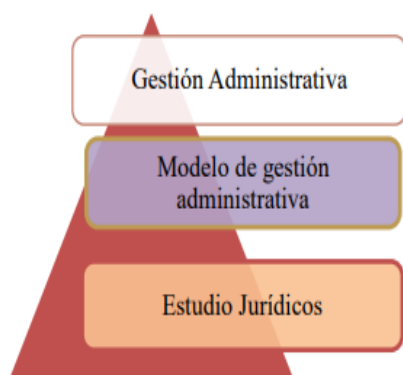 Gestión Administrativa
Modelo de gestión
administrativa
Estudio Jurídicos